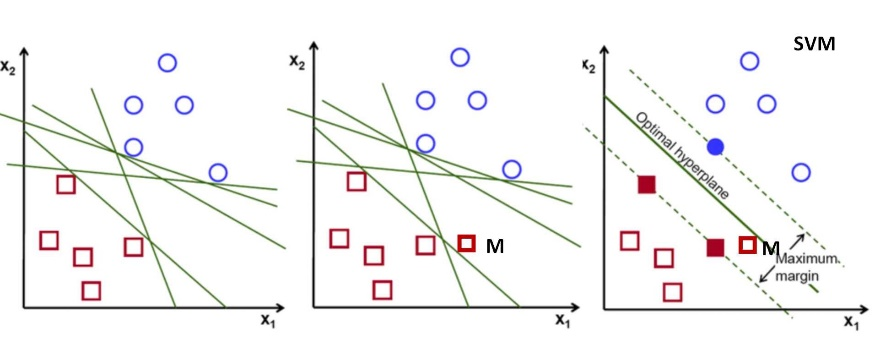 x₂
x₁
x₂
M
x₁
SVM
x₂
Optimal hyperplane
M
Maximum
margin
x₁